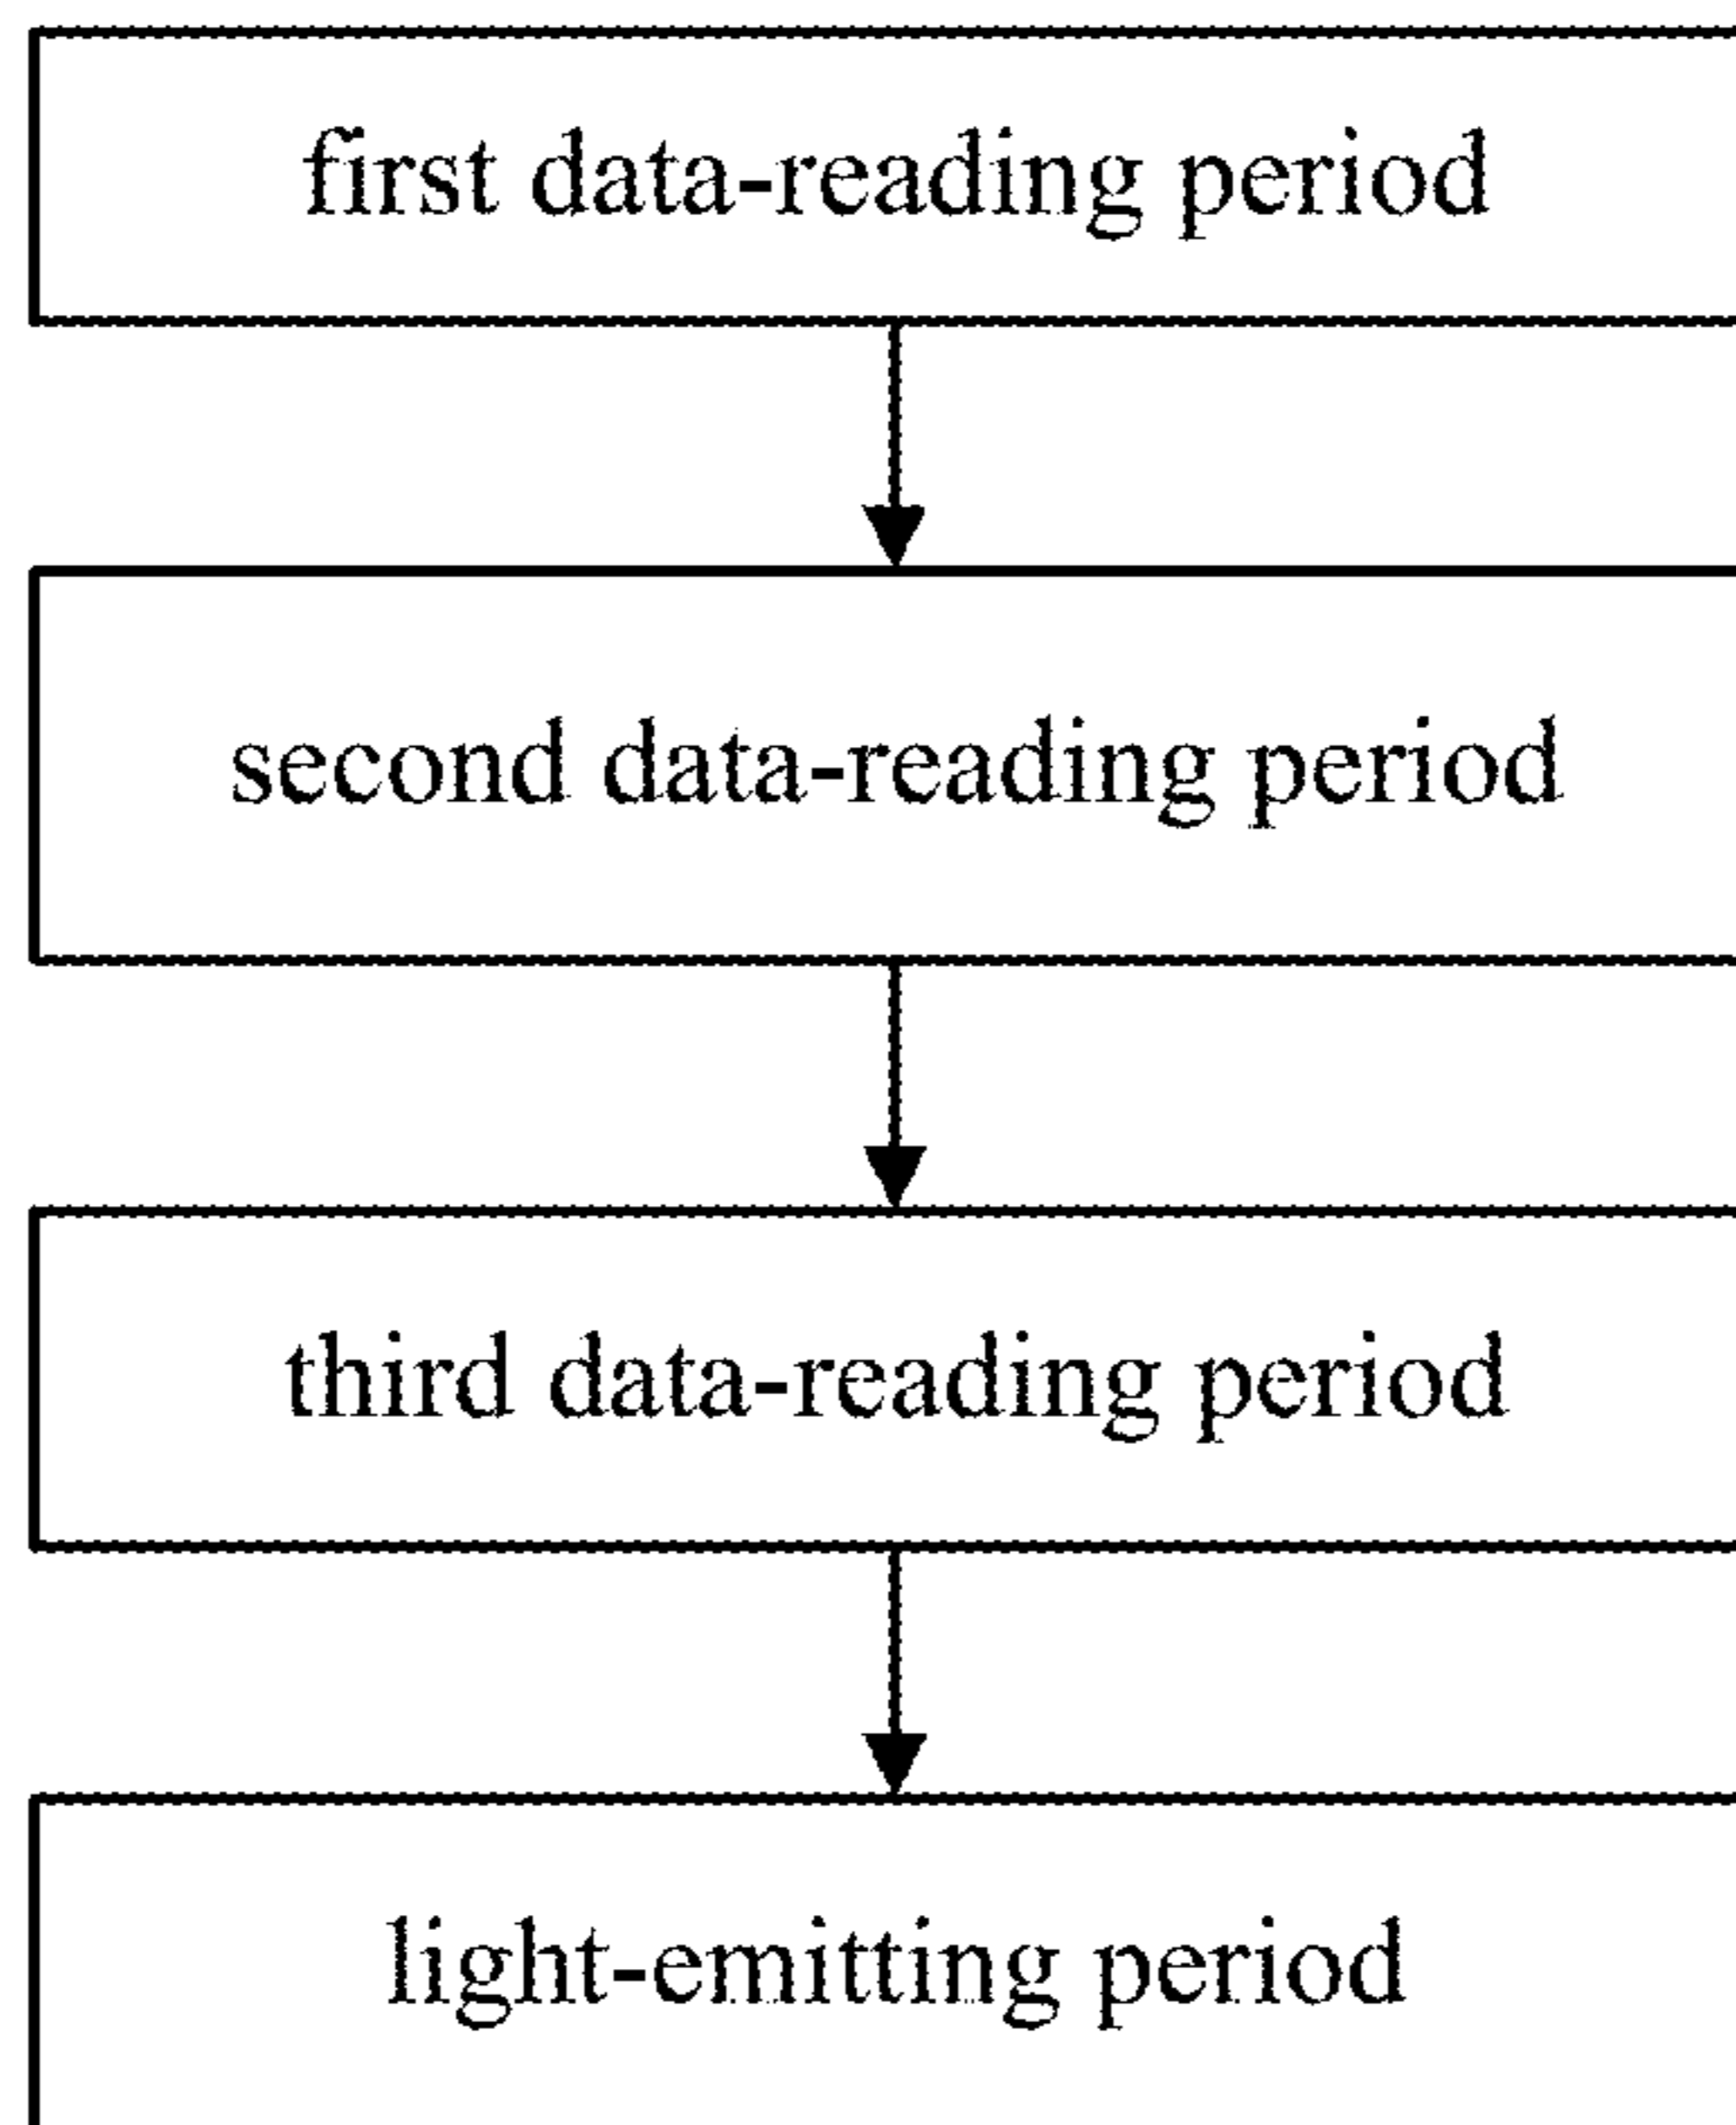 first data-reading period
second data-reading period
third data-reading period
light-emitting period